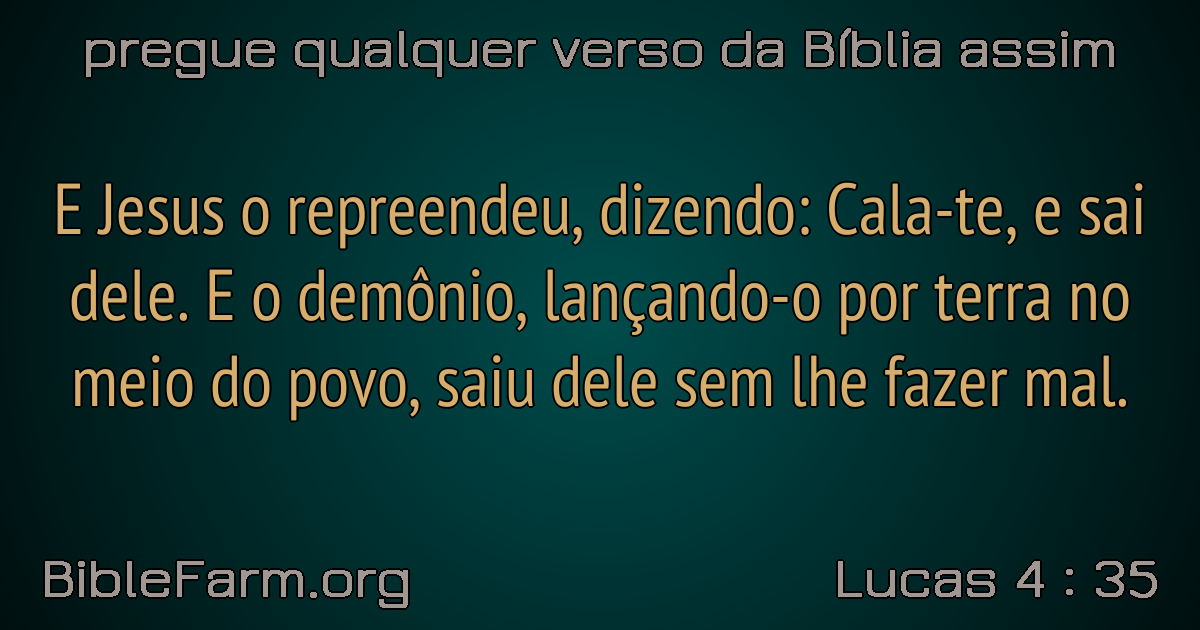 pregue qualquer verso da Bíblia assim
E Jesus o repreendeu, dizendo: Cala-te, e sai
dele. E o demônio, lançando-o por terra no
meio do povo, saiu dele sem lhe fazer mal.
BibleFarm.org
Lucas 4 : 35